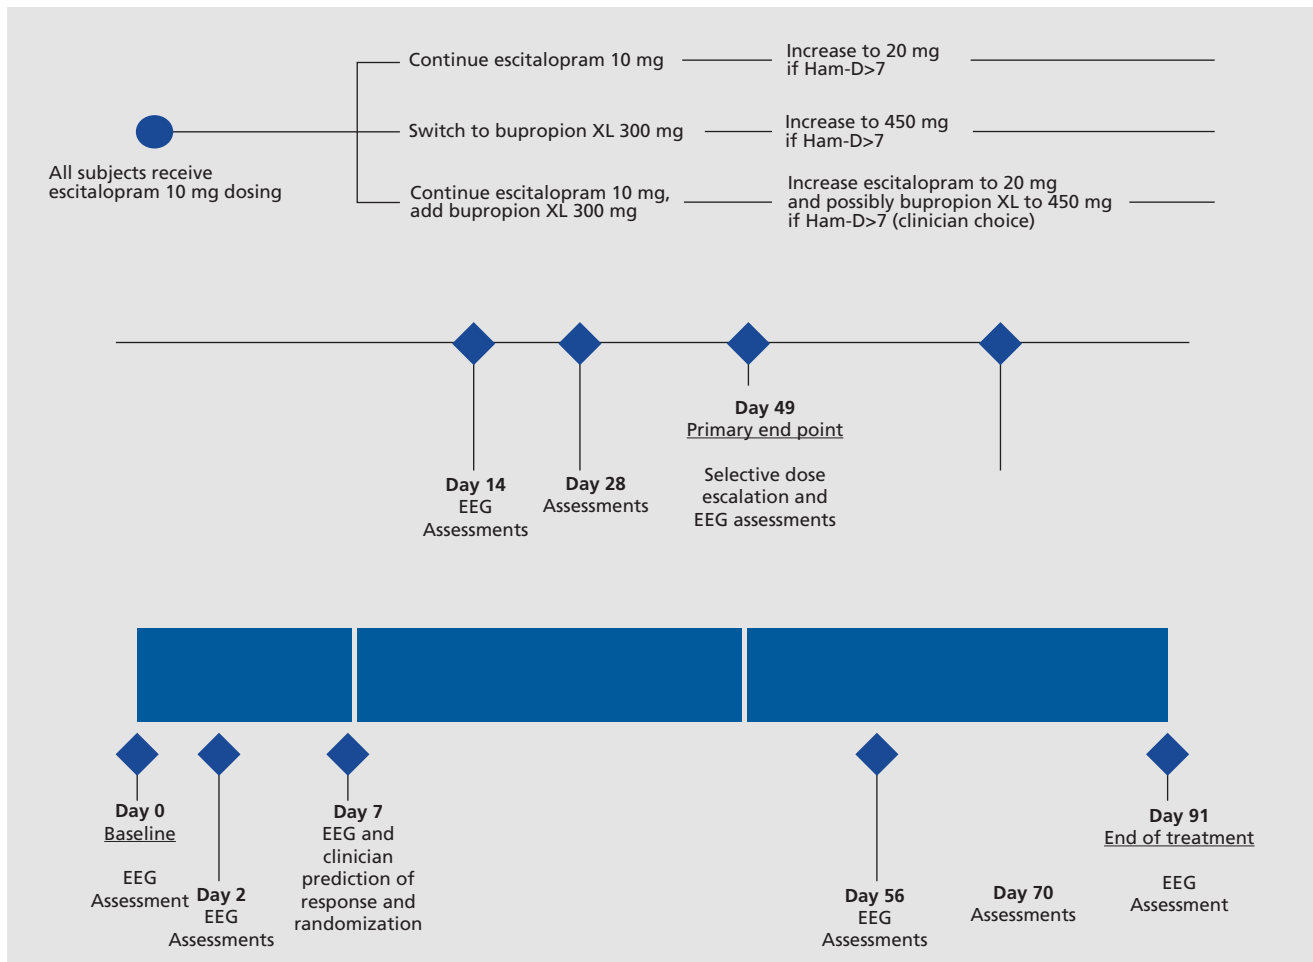 All subjects receive
escitalopram 10 mg dosing
Continue escitalopram 10 mg
Increase to 20 mg
if Ham-D>7
Switch to bupropion XL 300 mg
Increase to 450 mg
if Ham-D>7
Continue escitalopram 10 mg,
add bupropion XL 300 mg
Increase escitalopram to 20 mg
and possibly bupropion XL to 450 mg
if Ham-D>7 (clinician choice)
Day 14
EEG
Assessments
Day 28
Assessments
Day 49
Primary end point
Selective dose
escalation and
EEG assessments
Day 0
Baseline
EEG
Assessment
Day 2
EEG
Assessments
Day 7
EEG and
clinician
prediction of
response and
randomization
Day 56
EEG
Assessments
Day 70
Assessments
Day 91
End of treatment
EEG
Assessment